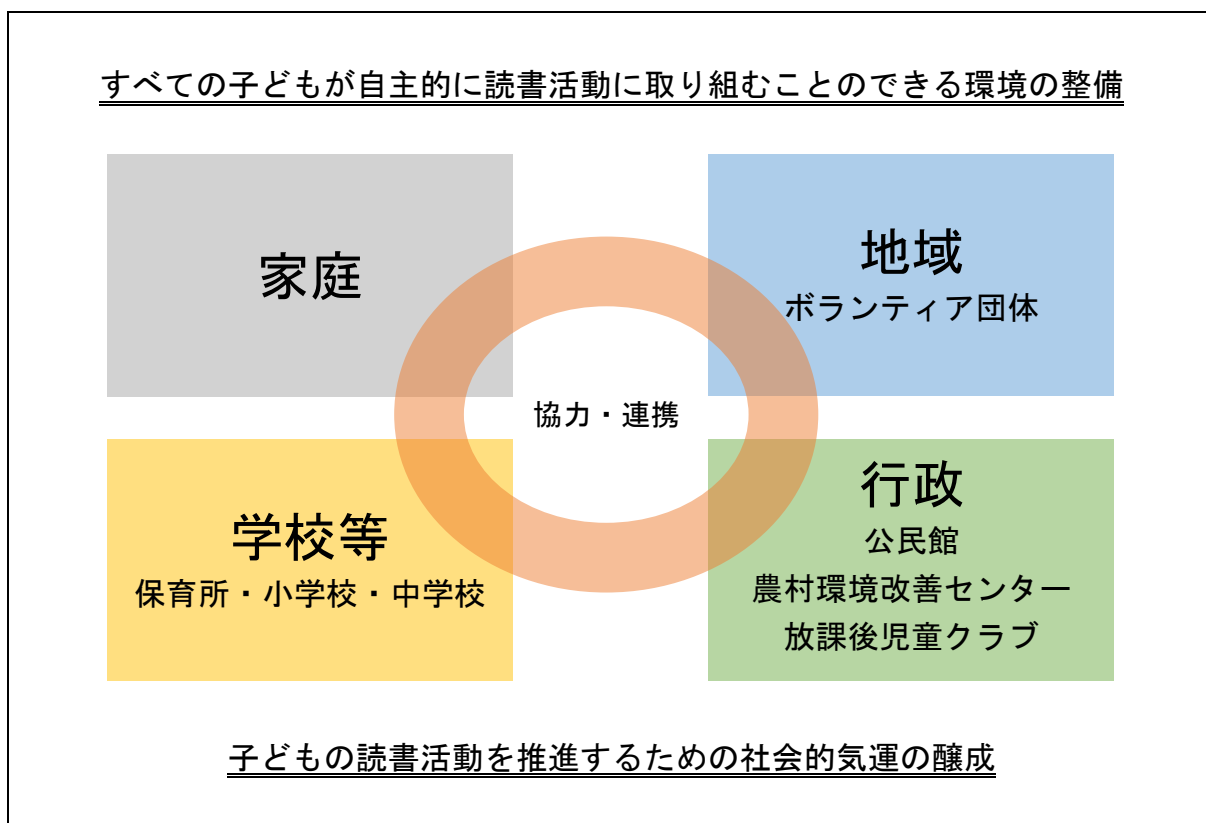 すべての子どもが自主的に読書活動に取り組むことのできる環境の整備
家庭
地域
ボランティア団体
協力・連携
学校等
保育所・小学校・中学校
行政
公民館
農村環境改善センター
放課後児童クラブ
子どもの読書活動を推進するための社会的気運の醸成